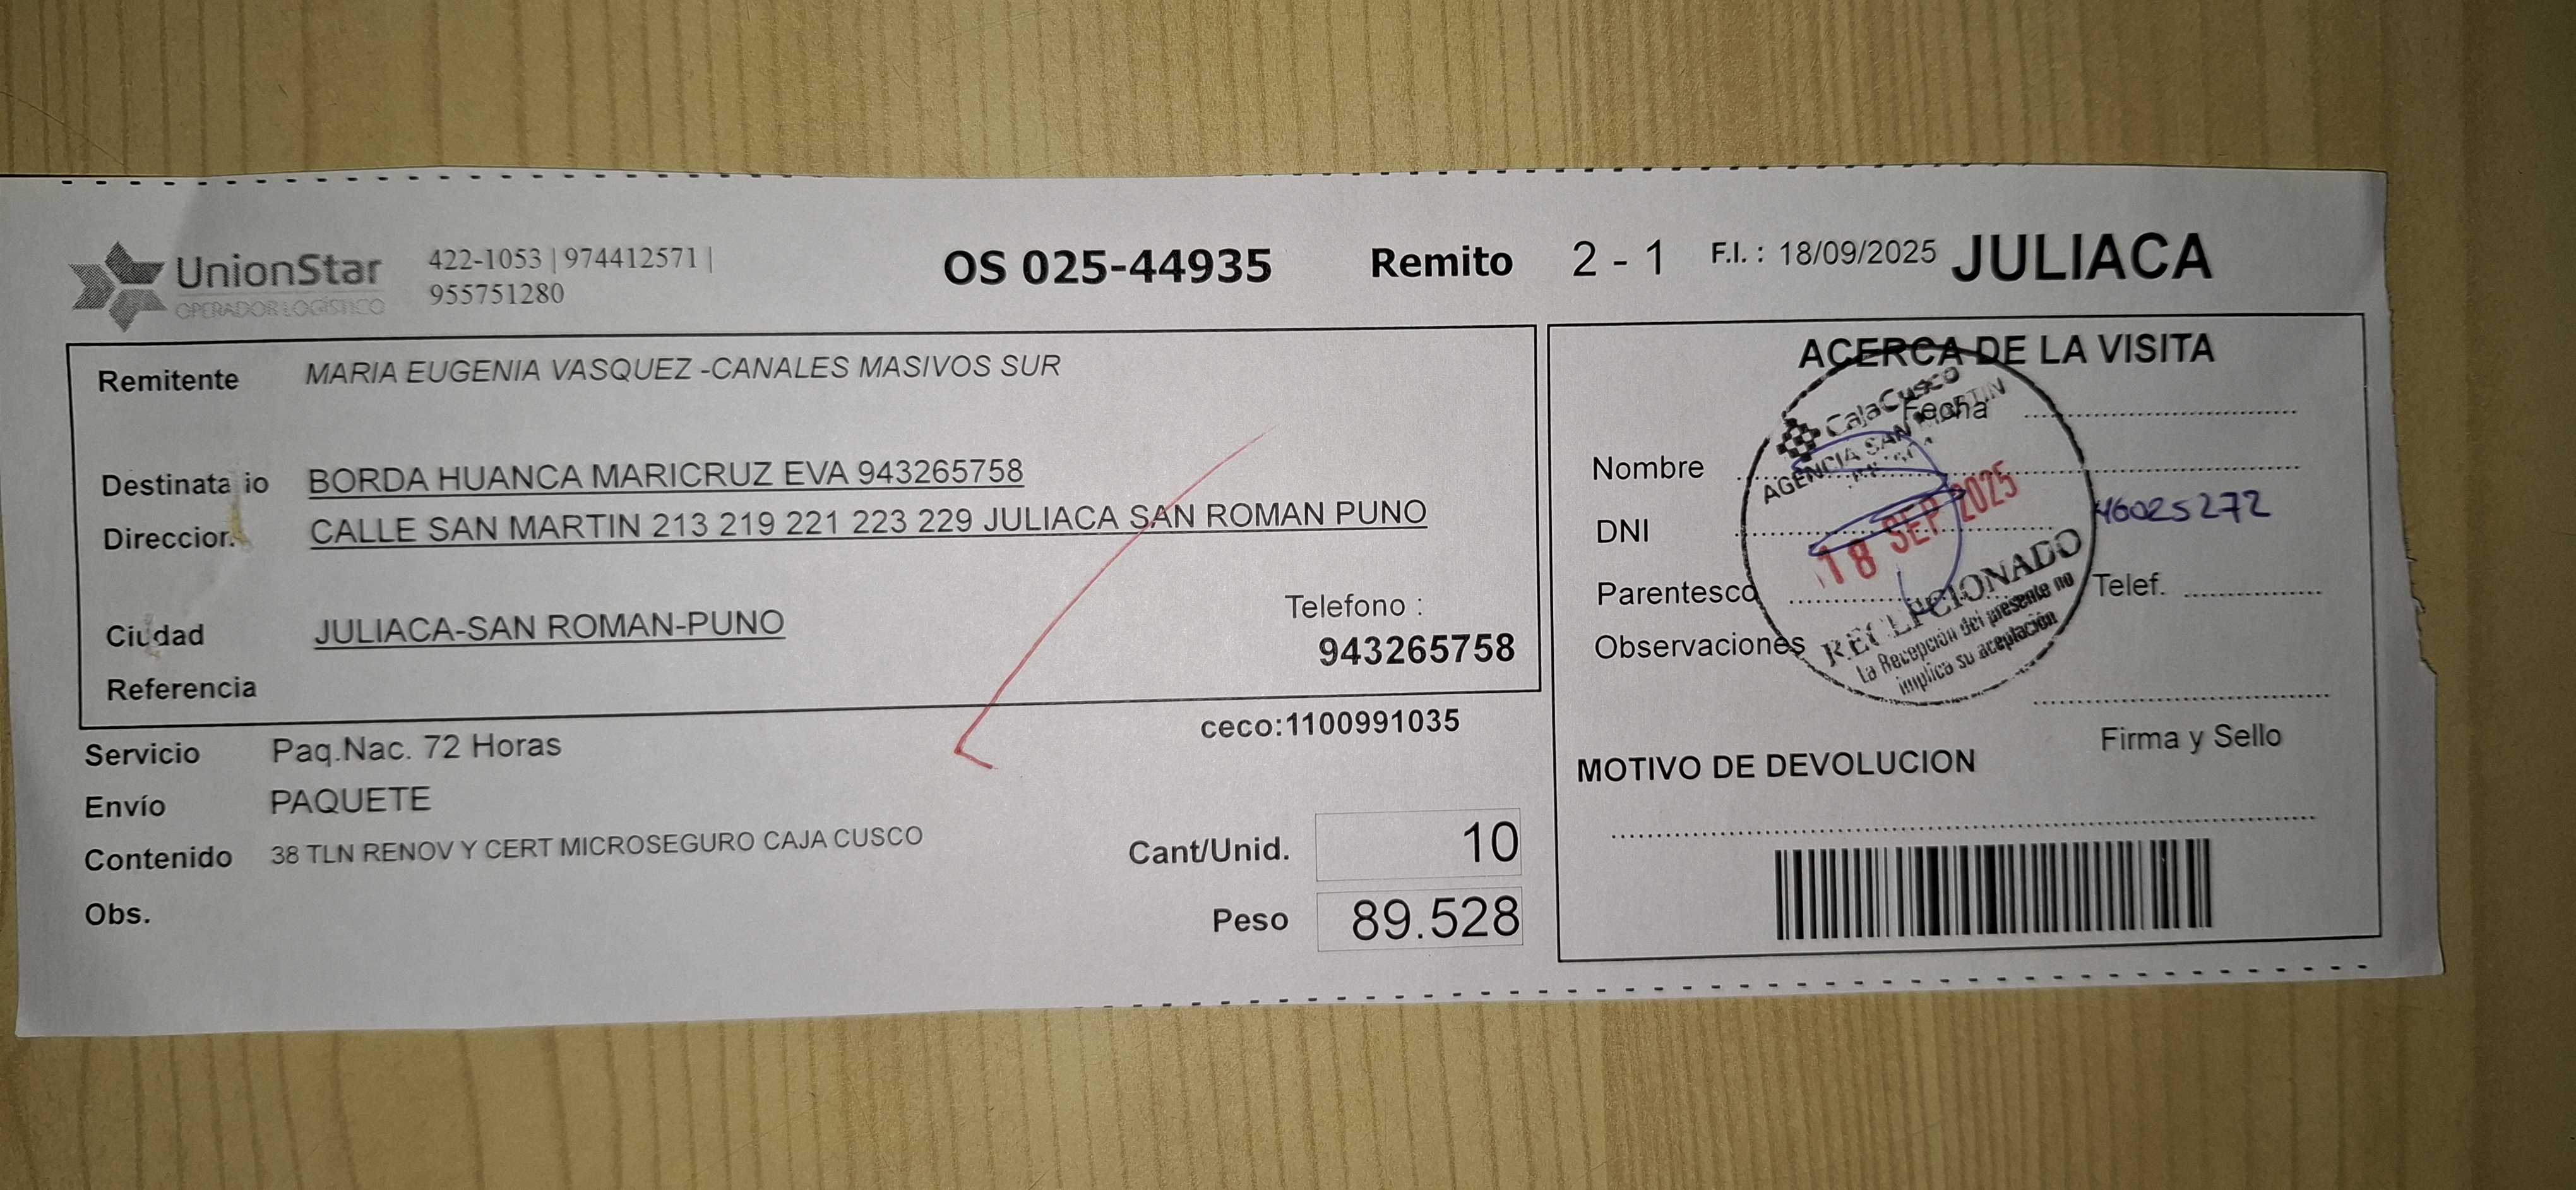 UnionStar
OPERADOR LOGÍSTICO
422-1053 | 974412571 |
955751280
OS 025-44935
Remito 2 - 1
F.I. : 18/09/2025
JULIACA
Remitente MARIA EUGENIA VASQUEZ -CANALES MASIVOS SUR
Destinata io BORDA HUANCA MARICRUZ EVA 943265758
Direccion CALLE SAN MARTIN 213 219 221 223 229 JULIACA SAN ROMAN PUNO
Ciudad JULIACA-SAN ROMAN-PUNO
Telefono :
943265758
Referencia
ceco:1100991035
Servicio Paq.Nac. 72 Horas
Envío PAQUETE
Contenido 38 TLN RENOV Y CERT MICROSEGURO CAJA CUSCO
Obs.
Cant/Unid. 10
Peso 89.528
ACERCA DE LA VISITA
Fecha
Nombre
DNI 46025272
Parentesco
Telef.
Observaciones
Firma y Sello
MOTIVO DE DEVOLUCION
CajaCusco
AGENCIA SAN MARTIN
18 SEP 2025
RECEPCIONADO
La Recepción del presente no
implica su aceptación